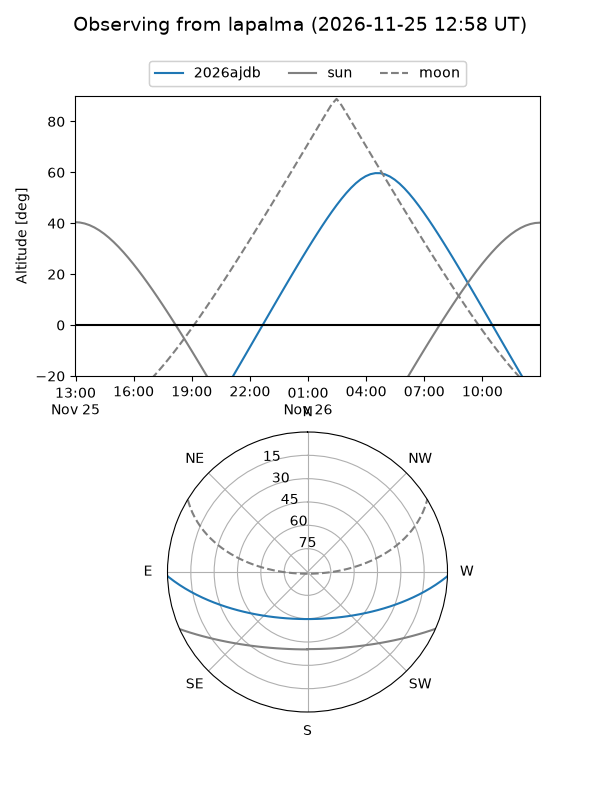 Observing from lapalma (2026-11-25 12:58 UT)
2026ajdb sun moon
80
60
40
20
0
−20
Altitude [deg]
13:00 16:00 19:00 22:00 01:00 04:00 07:00 10:00
Nov 25 Nov 26
N
NE NW
15
30
45
60
75
E W
SE SW
S